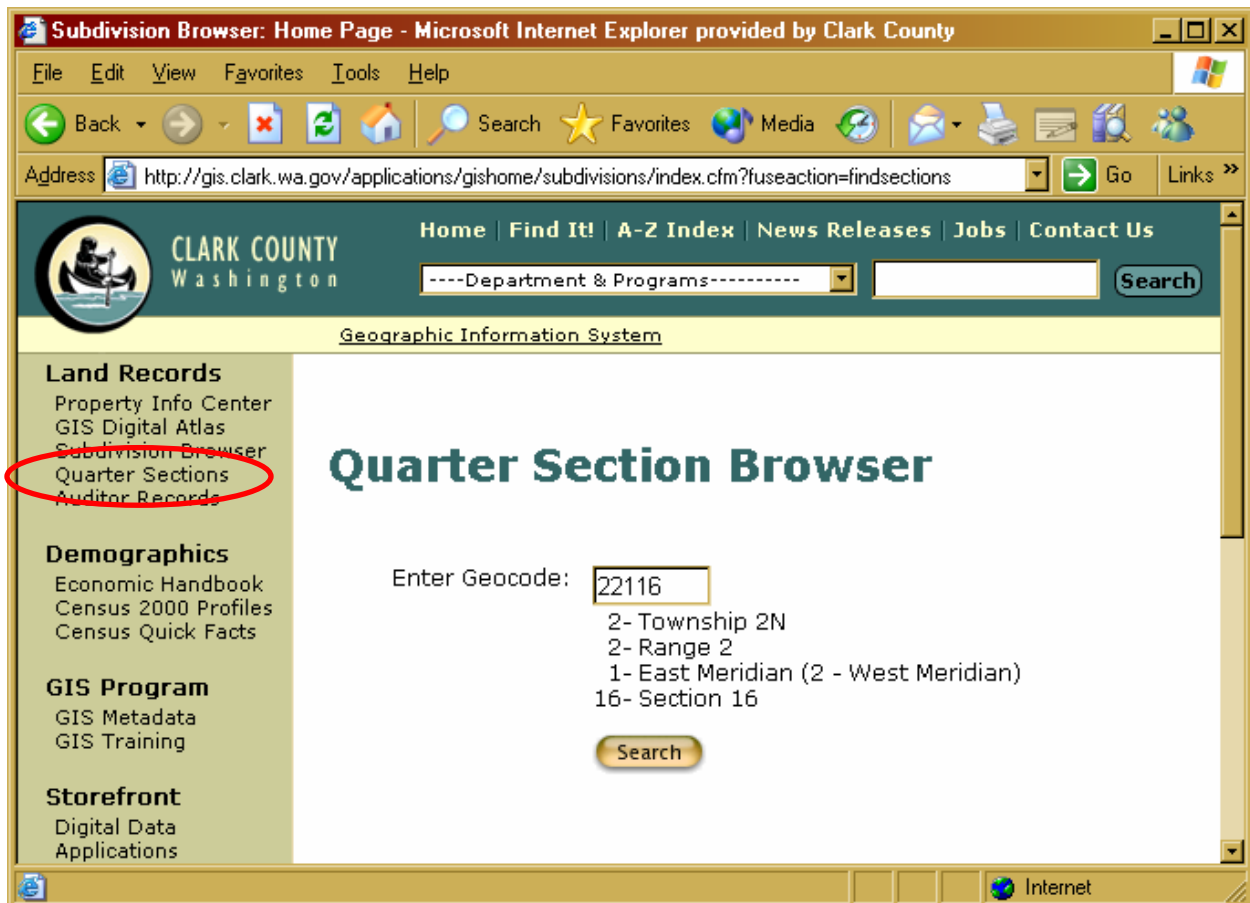 Subdivision Browser: Home Page - Microsoft Internet Explorer provided by Clark County
File Edit View Favorites Tools Help
Back Search Favorites Media
Address http://gis.clark.wa.gov/applications/gishome/subdivisions/index.cfm?fuseaction=findsections Go Links »
CLARK COUNTY
Washington
Home | Find It! | A-Z Index | News Releases | Jobs | Contact Us
----Department & Programs---------- Search
Geographic Information System
Land Records
Property Info Center
GIS Digital Atlas
Subdivision Browser
Quarter Sections
Auditor Records
Demographics
Economic Handbook
Census 2000 Profiles
Census Quick Facts
GIS Program
GIS Metadata
GIS Training
Storefront
Digital Data
Applications
Quarter Section Browser
Enter Geocode: 22116
2- Township 2N
2- Range 2
1- East Meridian (2 - West Meridian)
16- Section 16
Search
Internet